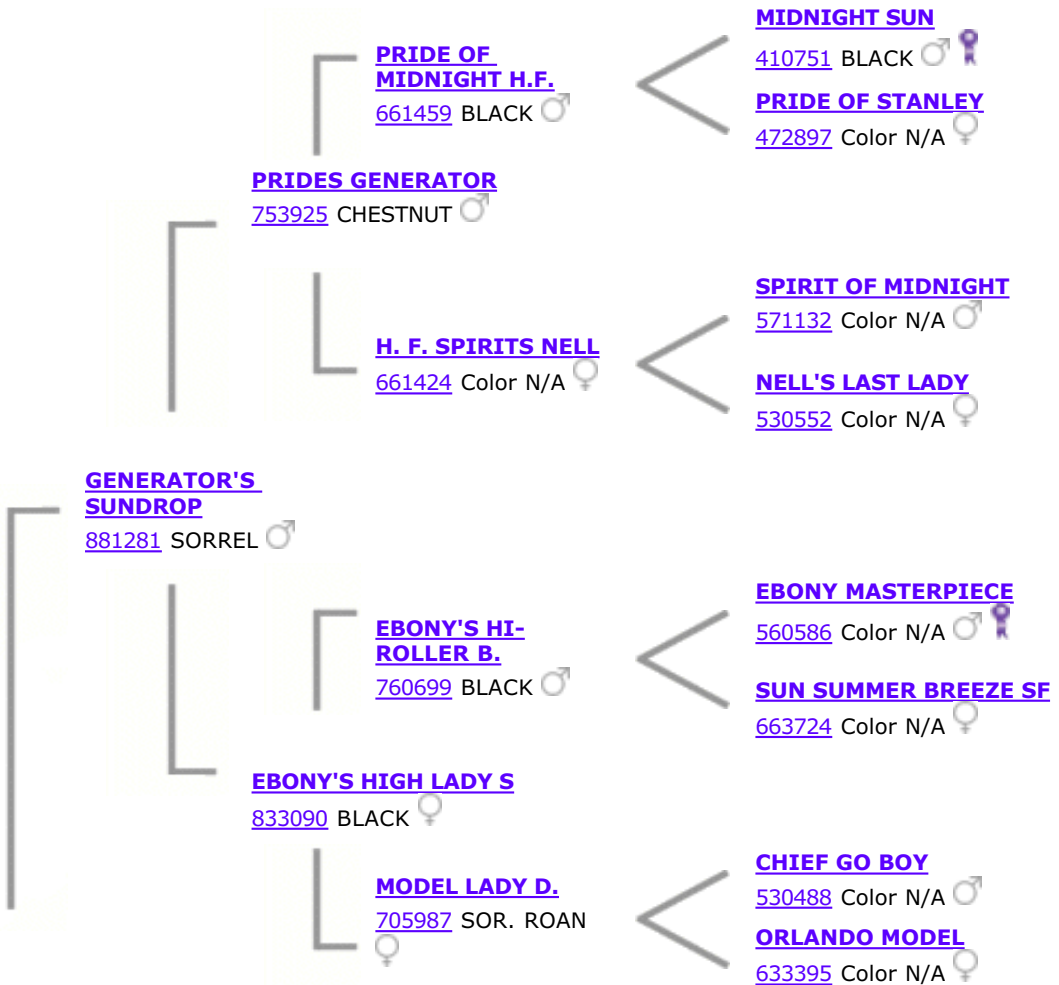 MIDNIGHT SUN
410751 BLACK
PRIDE OF
MIDNIGHT H.F.
661459 BLACK
PRIDE OF STANLEY
472897 Color N/A
PRIDES GENERATOR
753925 CHESTNUT
SPIRIT OF MIDNIGHT
571132 Color N/A
H. F. SPIRITS NELL
661424 Color N/A
NELL'S LAST LADY
530552 Color N/A
GENERATOR'S
SUNDROP
881281 SORREL
EBONY MASTERPIECE
560586 Color N/A
EBONY'S HI-
ROLLER B.
760699 BLACK
SUN SUMMER BREEZE SF
663724 Color N/A
EBONY'S HIGH LADY S
833090 BLACK
CHIEF GO BOY
530488 Color N/A
MODEL LADY D.
705987 SOR. ROAN
ORLANDO MODEL
633395 Color N/A